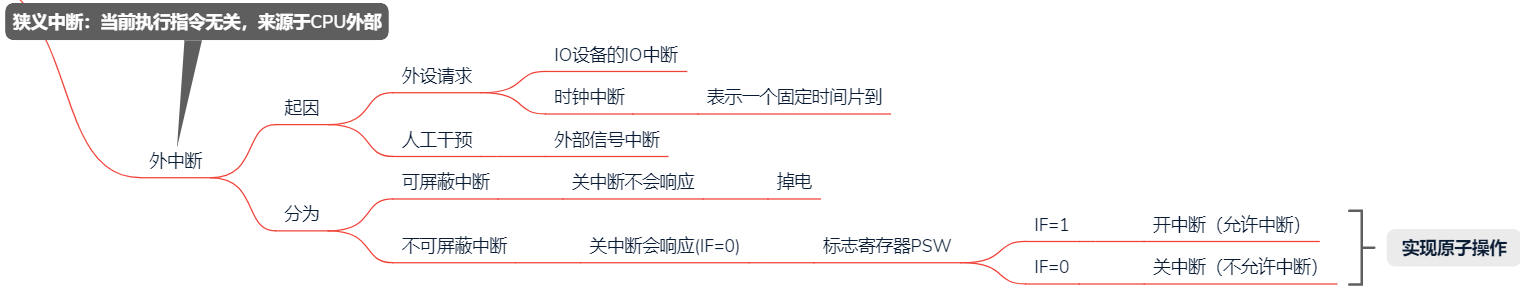 狭义中断：当前执行指令无关，来源于CPU外部
外中断
起因
外设请求
IO设备的IO中断
时钟中断
表示一个固定时间片到
人工干预
外部信号中断
分为
可屏蔽中断
关中断不会响应
掉电
不可屏蔽中断
关中断会响应(IF=0)
标志寄存器PSW
IF=1
开中断（允许中断）
IF=0
关中断（不允许中断）
实现原子操作